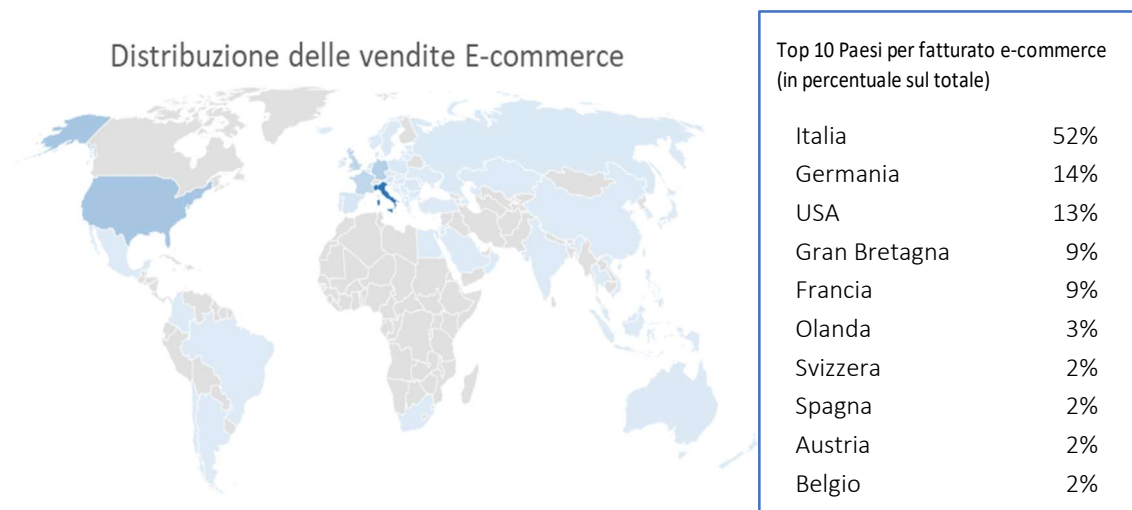 Distribuzione delle vendite E-commerce
Top 10 Paesi per fatturato e-commerce
(in percentuale sul totale)
Italia 52%
Germania 14%
USA 13%
Gran Bretagna 9%
Francia 9%
Olanda 3%
Svizzera 2%
Spagna 2%
Austria 2%
Belgio 2%